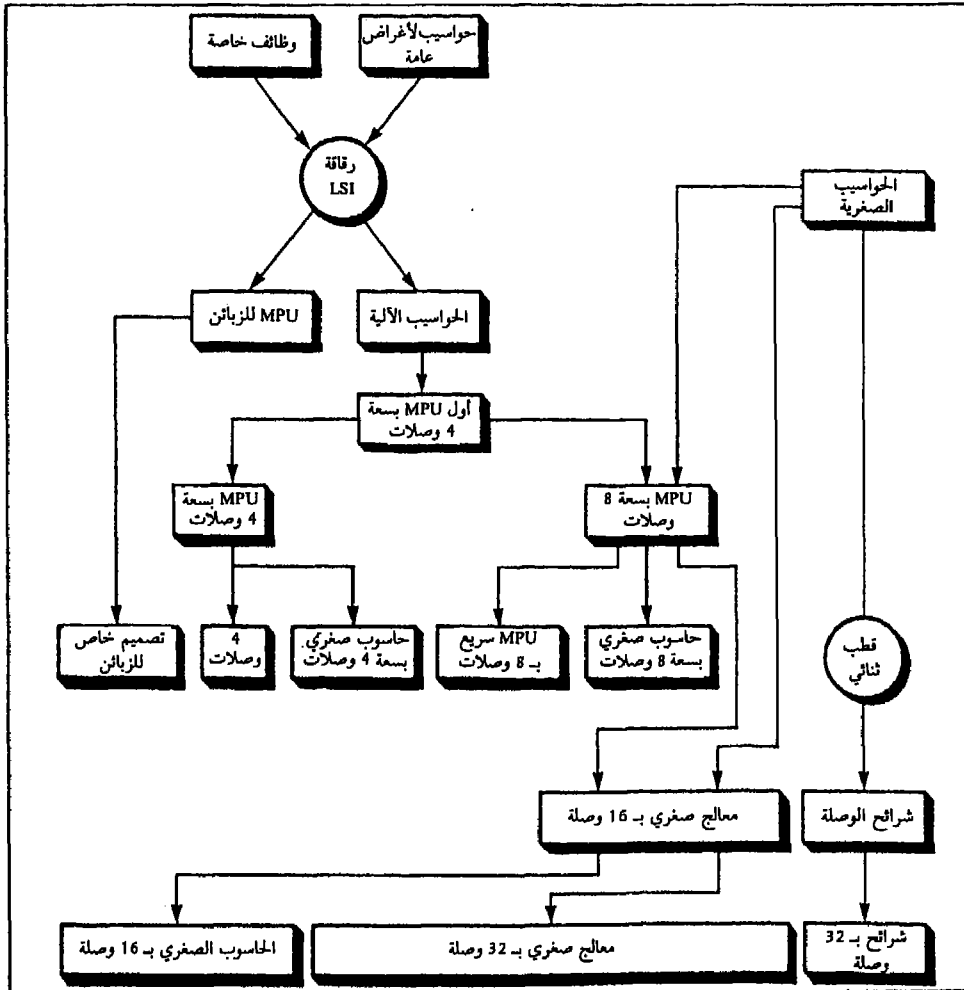 حواسيب لأغراض
عامة
وظائف خاصة
رقاقة
LSI
الحواسيب
الصغرية
الحواسيب الآلية
MPU للزبائن
أول MPU بسعة
4 وصلات
MPU بسعة 8
وصلات
MPU بسعة
4 وصلات
حاسوب صغري
بسعة 8 وصلات
MPU سريع
بـ 8 وصلات
حاسوب صغري
بسعة 4 وصلات
4
وصلات
تصميم خاص
للزبائن
قطب
ثنائي
شرائح الوصلة
معالج صغري بـ 16 وصلة
شرائح بـ 32
وصلة
معالج صغري بـ 32 وصلة
الحاسوب الصغري بـ 16 وصلة